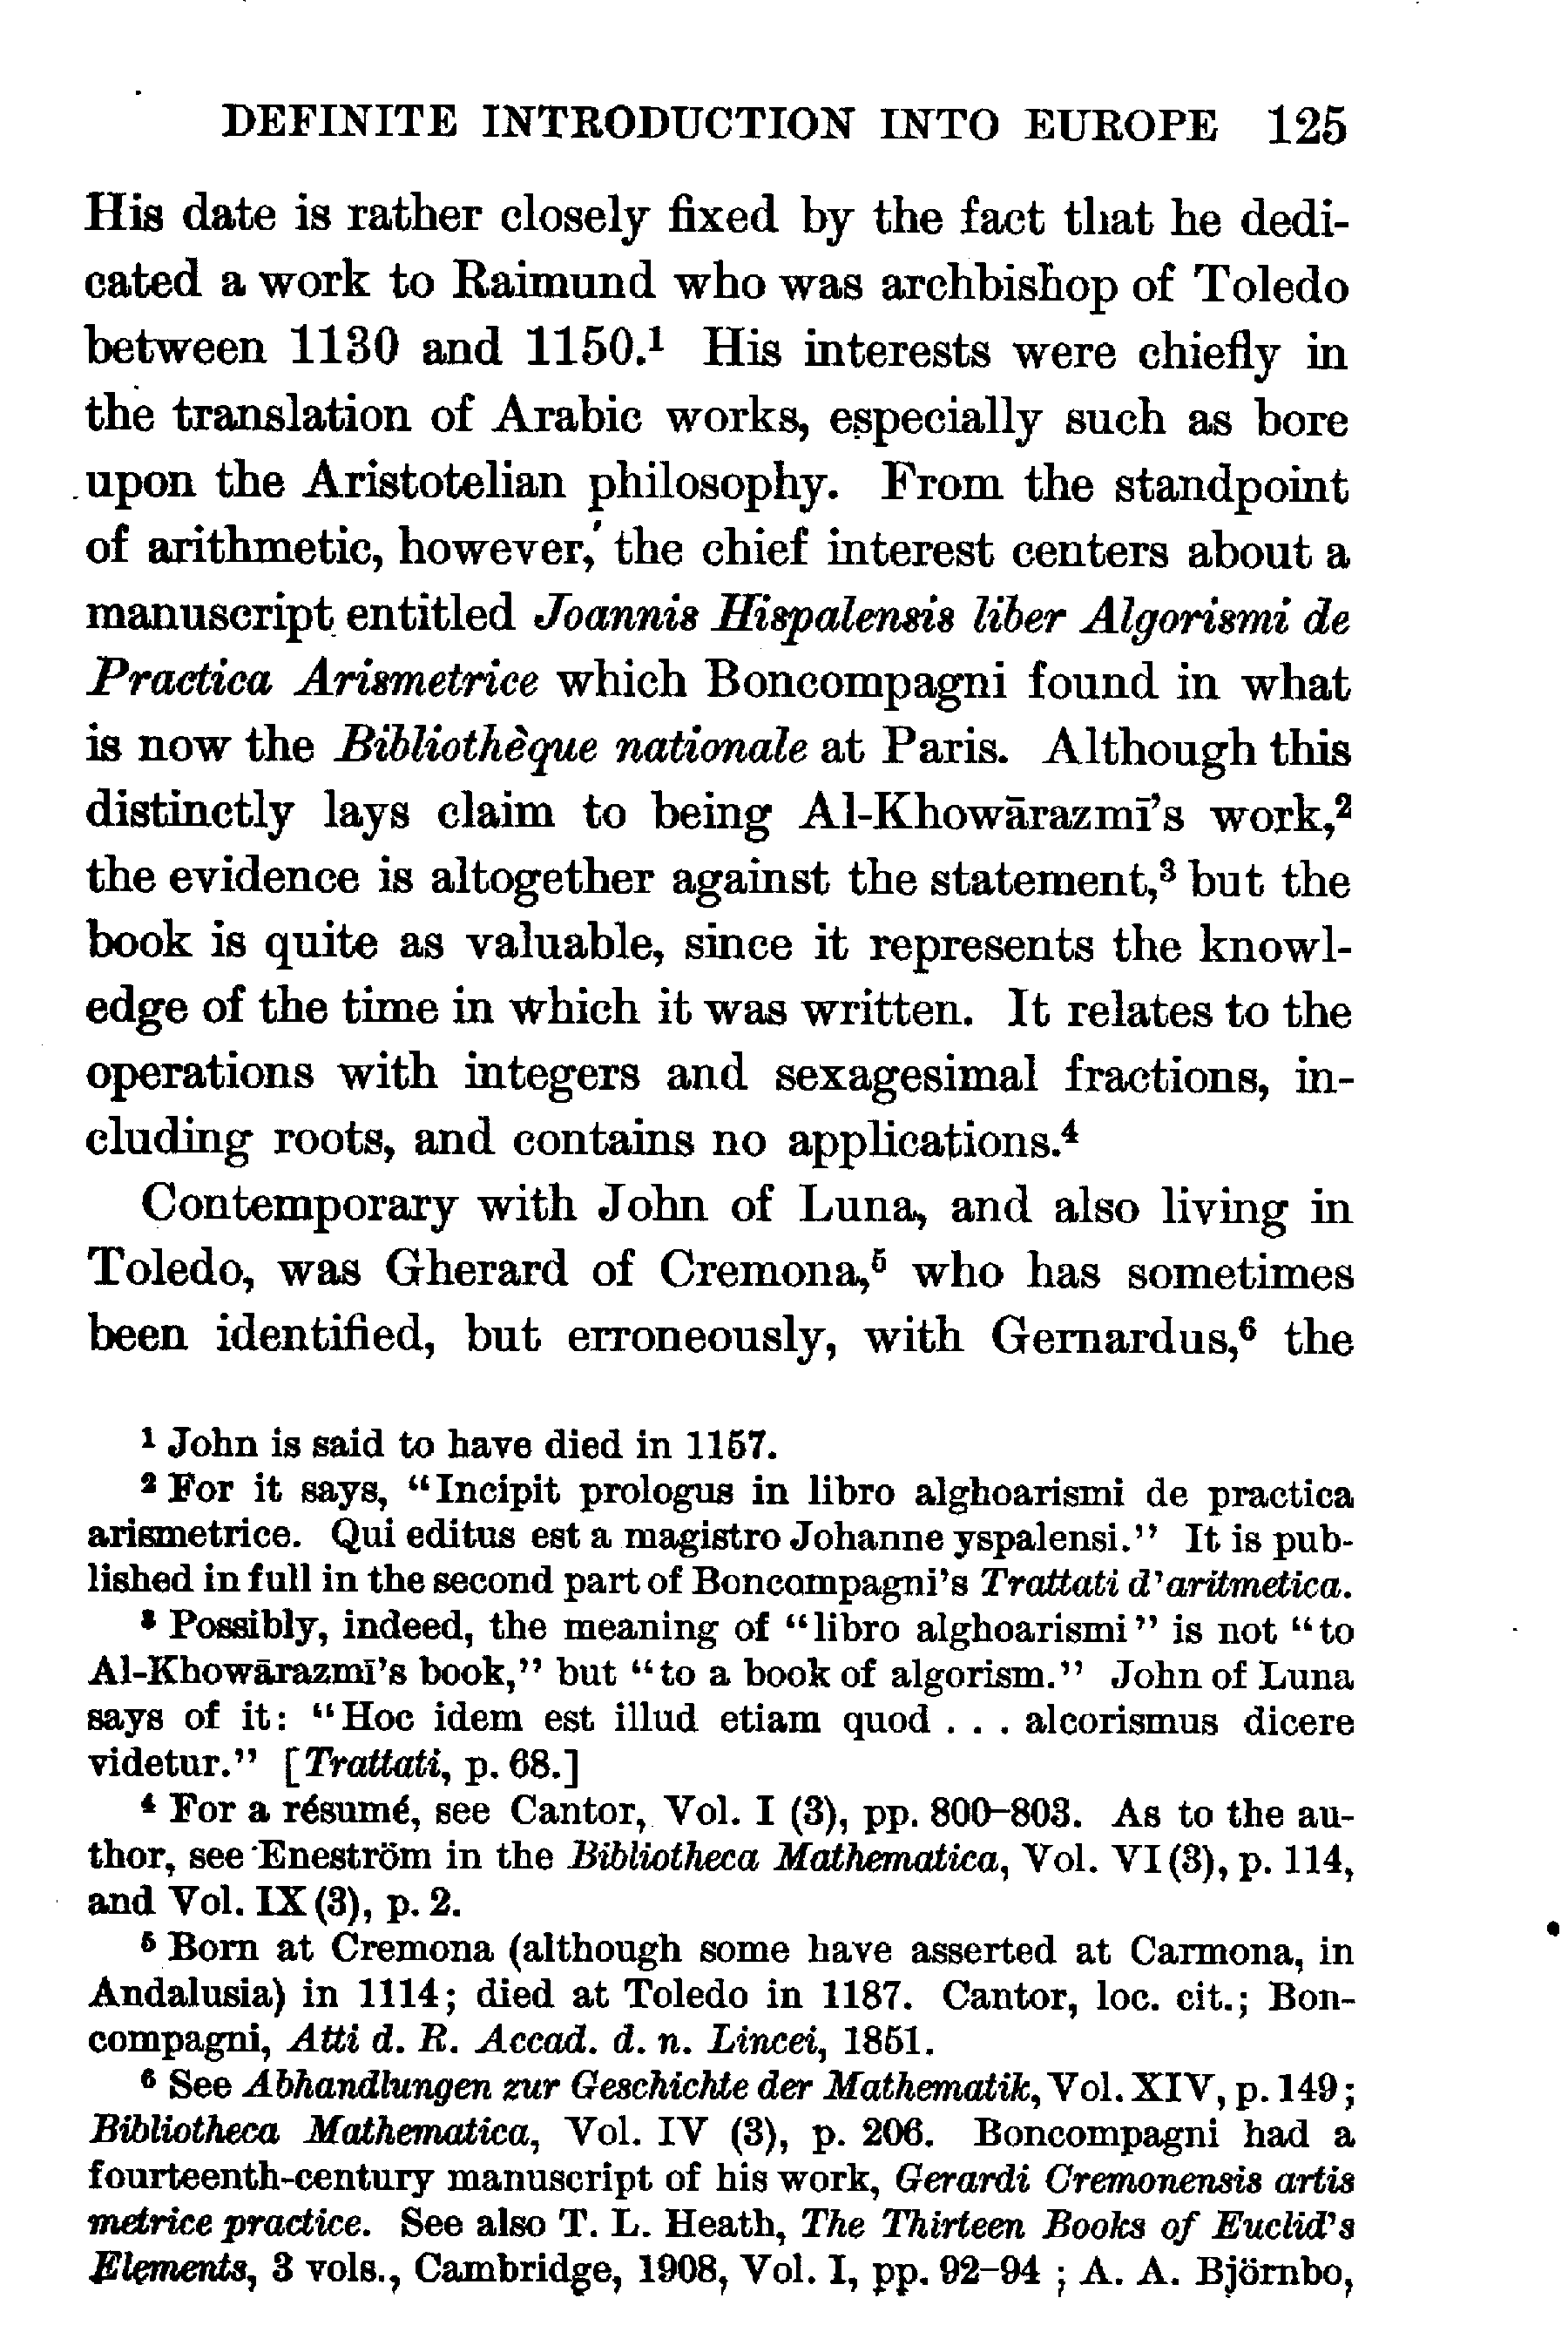 DEFINITE INTRODUCTION INTO EUROPE 125
His date is rather closely fixed by the fact that he dedi-
cated a work to Raimund who was archbishop of Toledo
between 1130 and 1150.¹ His interests were chiefly in
the translation of Arabic works, especially such as bore
upon the Aristotelian philosophy. From the standpoint
of arithmetic, however, the chief interest centers about a
manuscript entitled Joannis Hispalensis liber Algorismi de
Practica Arismetrice which Boncompagni found in what
is now the Bibliothèque nationale at Paris. Although this
distinctly lays claim to being Al-Khowārazmī's work,²
the evidence is altogether against the statement,³ but the
book is quite as valuable, since it represents the knowl-
edge of the time in which it was written. It relates to the
operations with integers and sexagesimal fractions, in-
cluding roots, and contains no applications.⁴
Contemporary with John of Luna, and also living in
Toledo, was Gherard of Cremona,⁵ who has sometimes
been identified, but erroneously, with Gernardus,⁶ the
¹ John is said to have died in 1157.
² For it says, "Incipit prologus in libro alghoarismi de practica
arismetrice. Qui editus est a magistro Johanne yspalensi." It is pub-
lished in full in the second part of Boncompagni's Trattati d'aritmetica.
³ Possibly, indeed, the meaning of "libro alghoarismi" is not "to
Al-Khowārazmī's book," but "to a book of algorism." John of Luna
says of it: "Hoc idem est illud etiam quod . . . alcorismus dicere
videtur." [Trattati, p. 68.]
⁴ For a résumé, see Cantor, Vol. I (3), pp. 800–803. As to the au-
thor, see Eneström in the Bibliotheca Mathematica, Vol. VI (3), p. 114,
and Vol. IX (3), p. 2.
⁵ Born at Cremona (although some have asserted at Carmona, in
Andalusia) in 1114; died at Toledo in 1187. Cantor, loc. cit.; Bon-
compagni, Atti d. R. Accad. d. n. Lincei, 1851.
⁶ See Abhandlungen zur Geschichte der Mathematik, Vol. XIV, p. 149;
Bibliotheca Mathematica, Vol. IV (3), p. 206. Boncompagni had a
fourteenth-century manuscript of his work, Gerardi Cremonensis artis
metrice practice. See also T. L. Heath, The Thirteen Books of Euclid's
Elements, 3 vols., Cambridge, 1908, Vol. I, pp. 92–94 ; A. A. Björnbo,